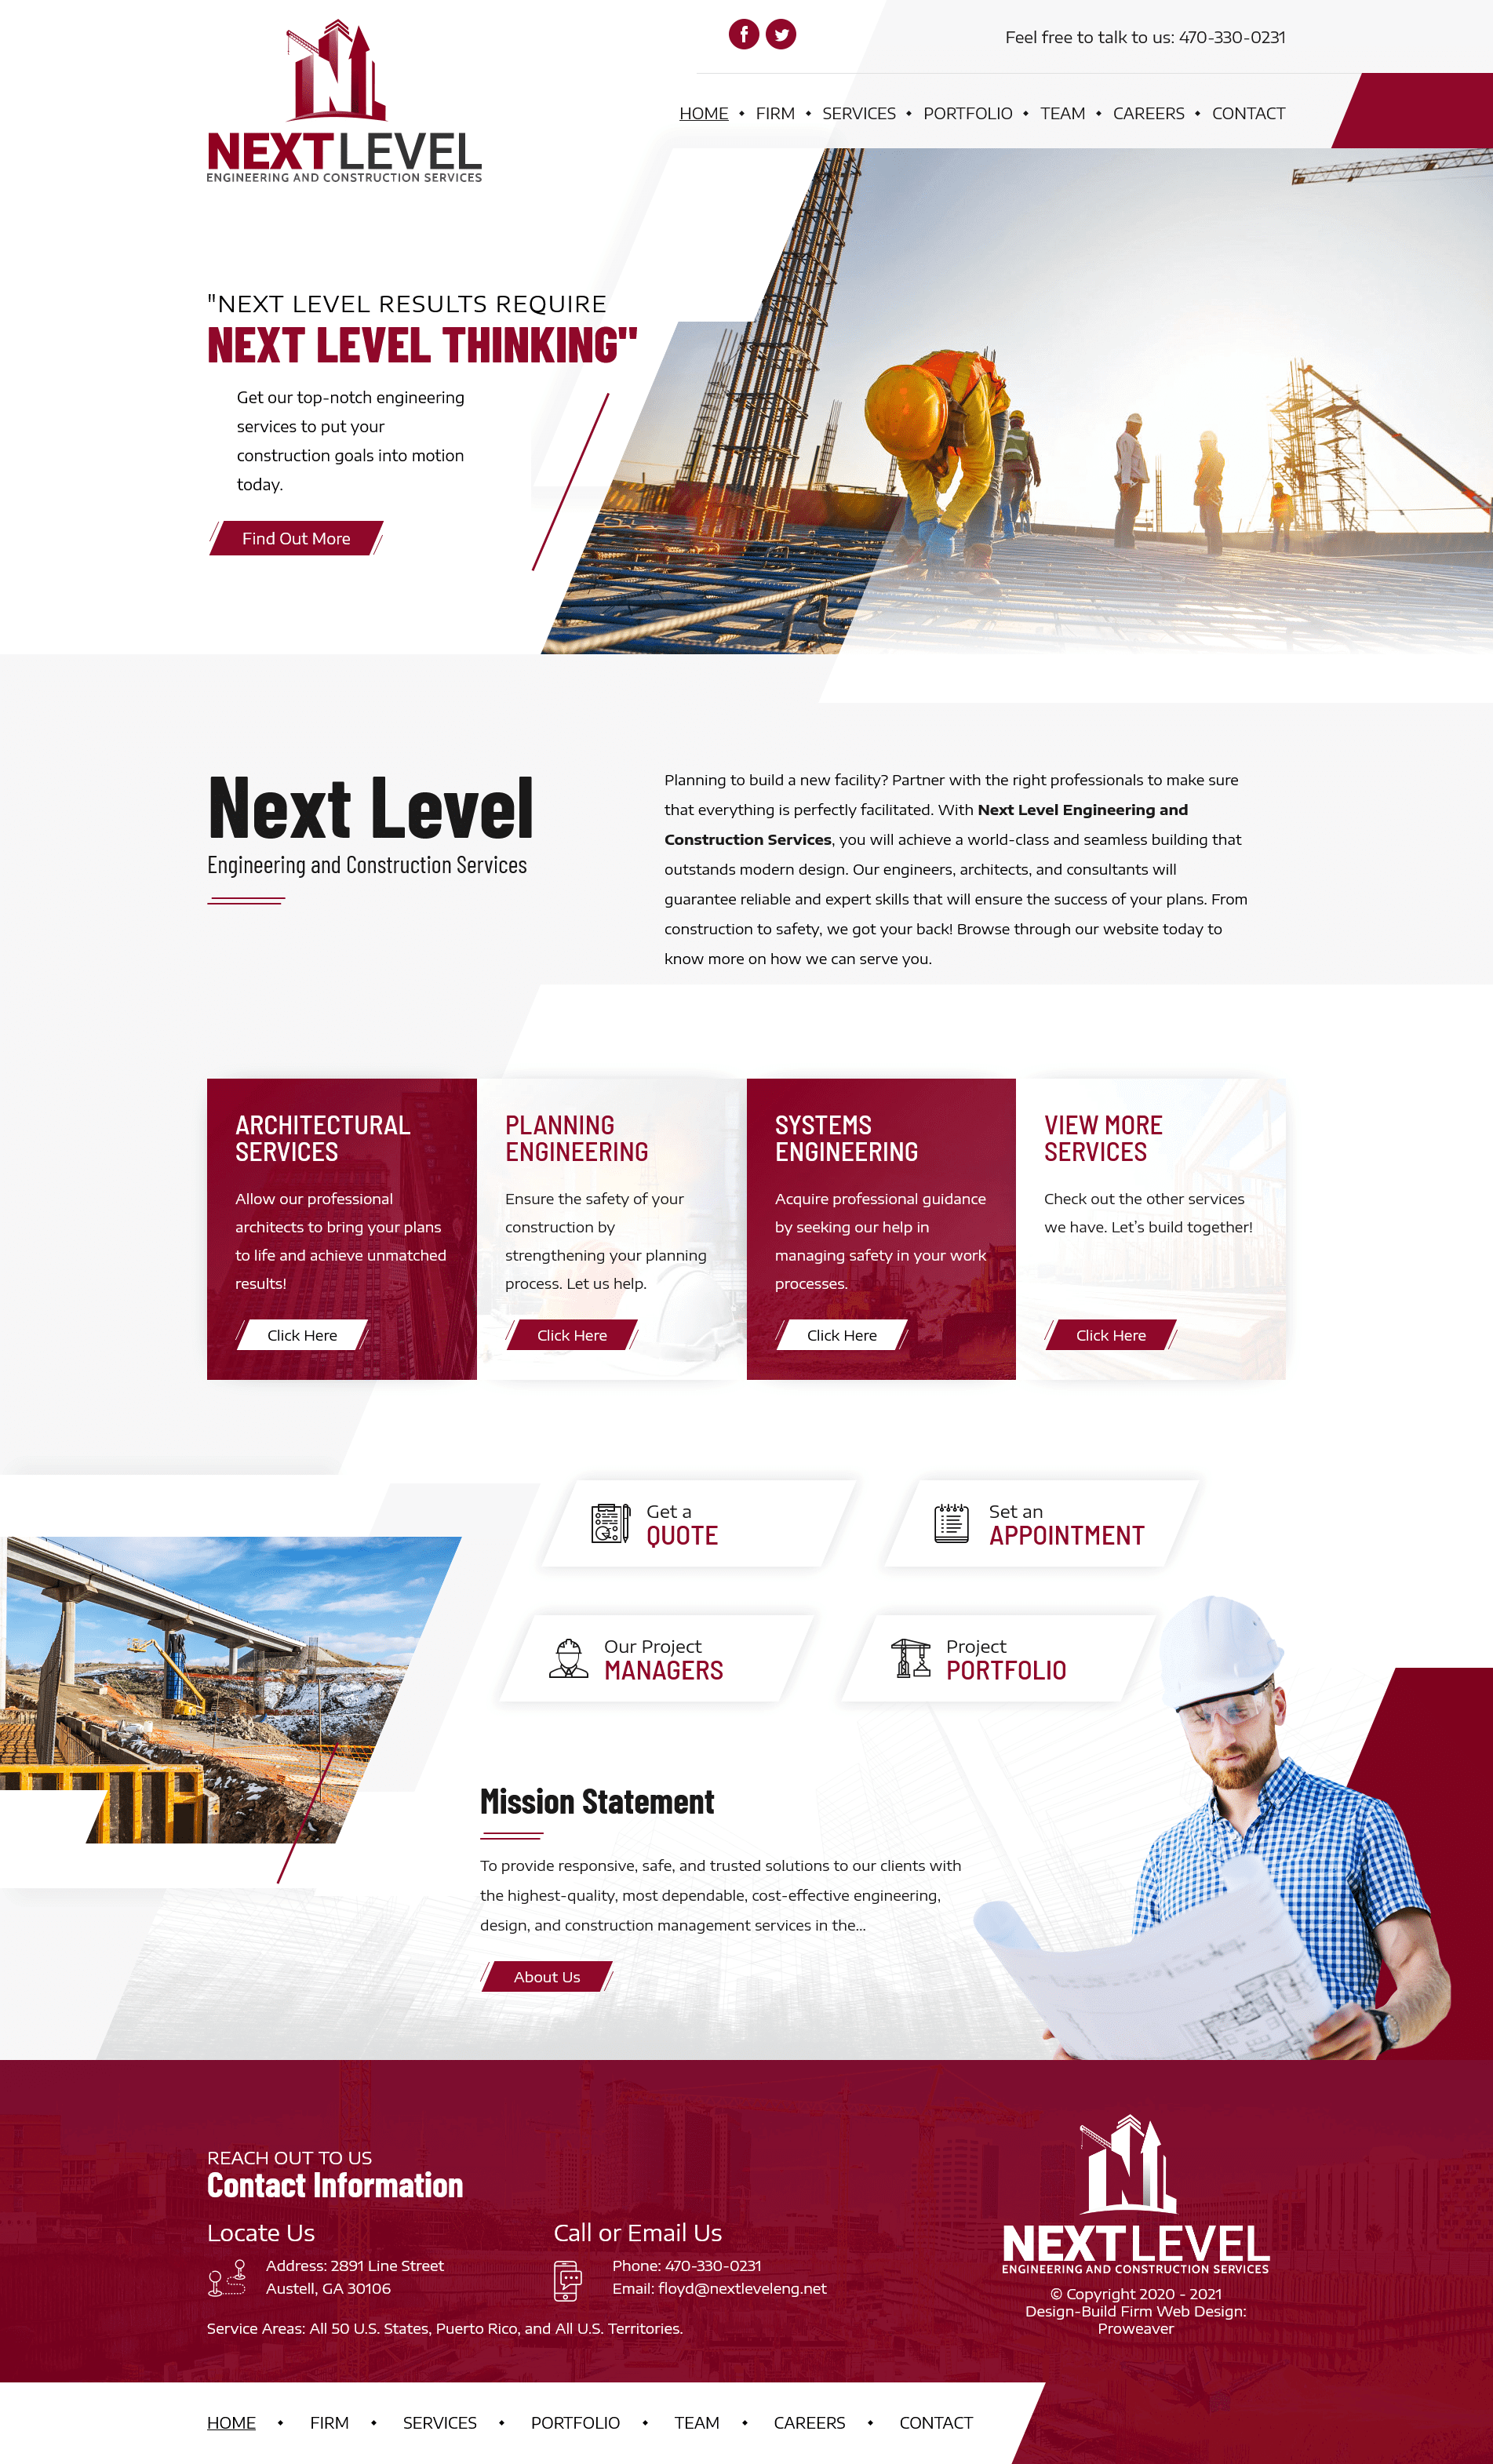 NEXT LEVEL
ENGINEERING AND CONSTRUCTION SERVICES
Feel free to talk to us: 470-330-0231
HOME
FIRM
SERVICES
PORTFOLIO
TEAM
CAREERS
CONTACT
"NEXT LEVEL RESULTS REQUIRE
NEXT LEVEL THINKING"
Get our top-notch engineering
services to put your
construction goals into motion
today.
Find Out More
Next Level
Engineering and Construction Services
Planning to build a new facility? Partner with the right professionals to make sure
that everything is perfectly facilitated. With Next Level Engineering and
Construction Services, you will achieve a world-class and seamless building that
outstands modern design. Our engineers, architects, and consultants will
guarantee reliable and expert skills that will ensure the success of your plans. From
construction to safety, we got your back! Browse through our website today to
know more on how we can serve you.
ARCHITECTURAL
SERVICES
Allow our professional
architects to bring your plans
to life and achieve unmatched
results!
Click Here
PLANNING
ENGINEERING
Ensure the safety of your
construction by
strengthening your planning
process. Let us help.
Click Here
SYSTEMS
ENGINEERING
Acquire professional guidance
by seeking our help in
managing safety in your work
processes.
Click Here
VIEW MORE
SERVICES
Check out the other services
we have. Let's build together!
Click Here
Get a
QUOTE
Set an
APPOINTMENT
Our Project
MANAGERS
Project
PORTFOLIO
Mission Statement
To provide responsive, safe, and trusted solutions to our clients with
the highest-quality, most dependable, cost-effective engineering,
design, and construction management services in the...
About Us
REACH OUT TO US
Contact Information
Locate Us
Address: 2891 Line Street
Austell, GA 30106
Call or Email Us
Phone: 470-330-0231
Email: floyd@nextleveleng.net
Service Areas: All 50 U.S. States, Puerto Rico, and All U.S. Territories.
NEXT LEVEL
ENGINEERING AND CONSTRUCTION SERVICES
© Copyright 2020 - 2021
Design-Build Firm Web Design:
Proweaver
HOME
FIRM
SERVICES
PORTFOLIO
TEAM
CAREERS
CONTACT